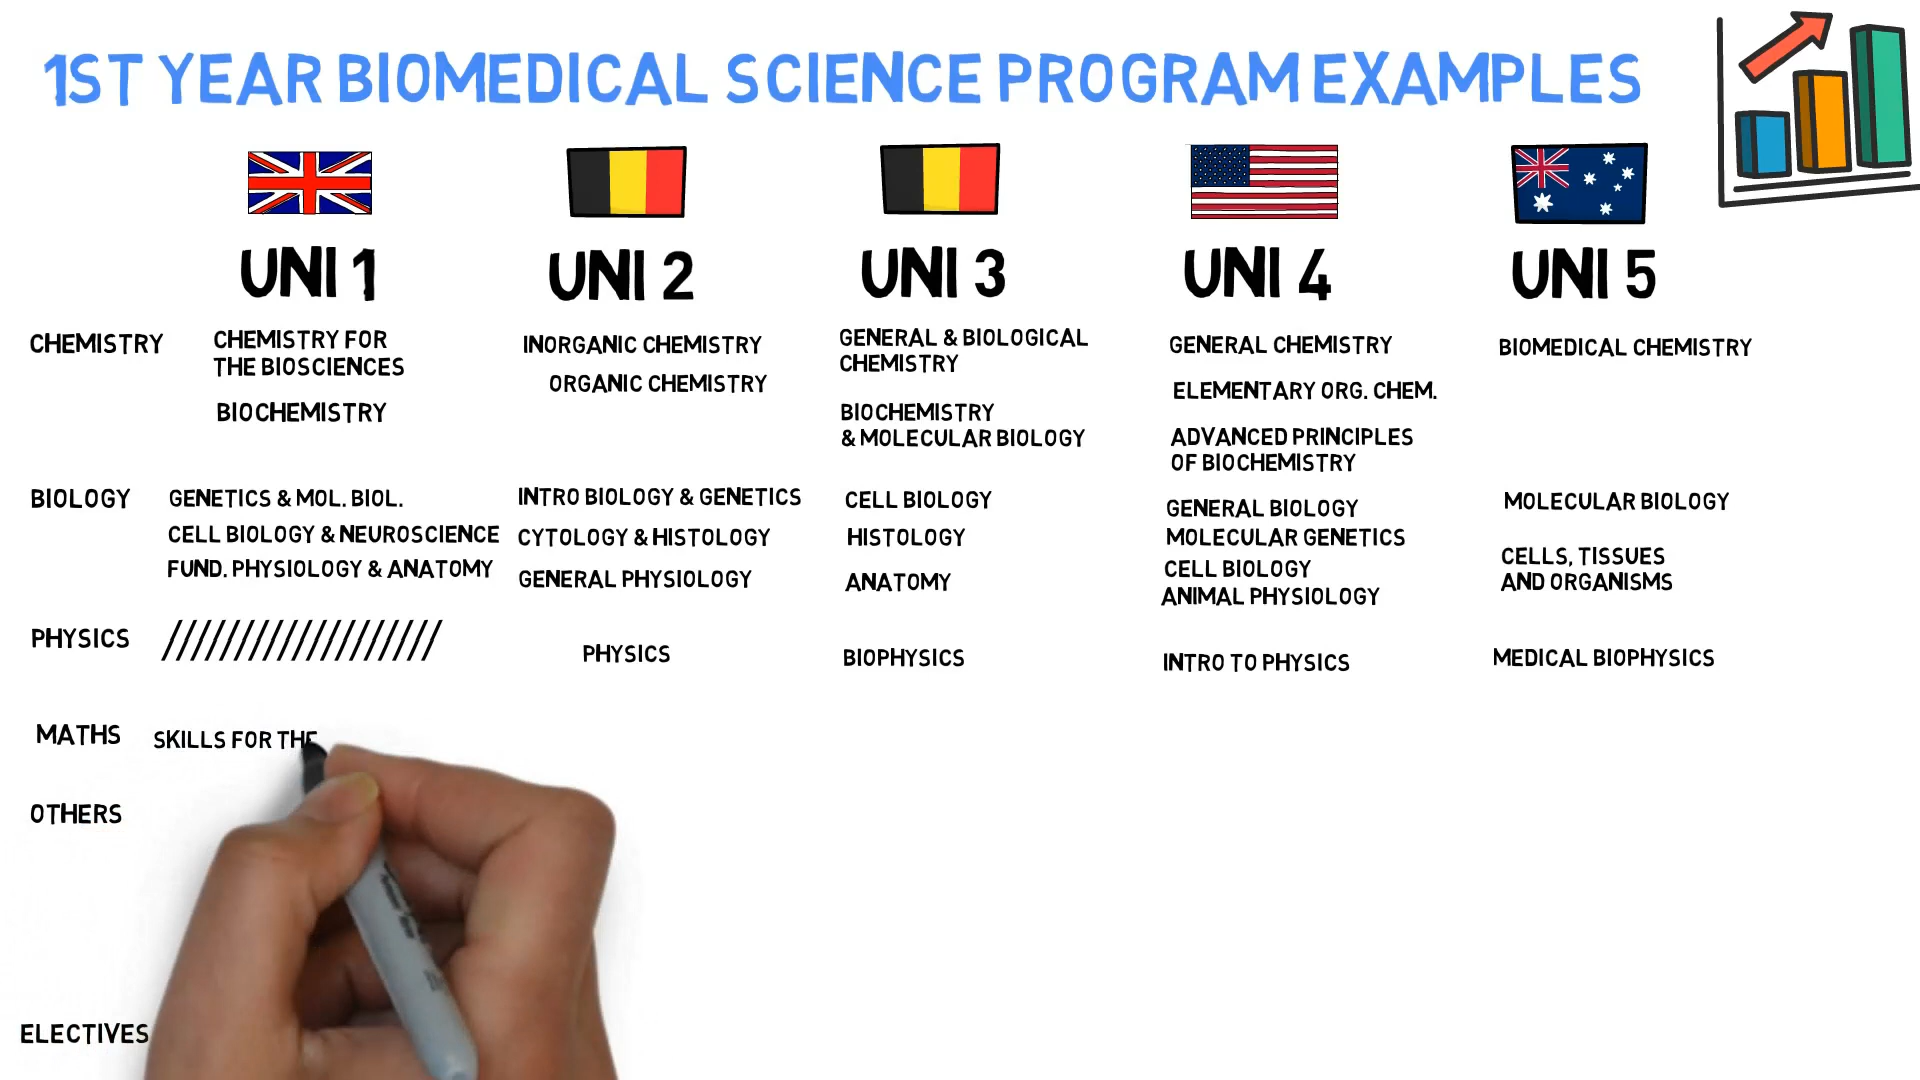 1ST YEAR BIOMEDICAL SCIENCE PROGRAM EXAMPLES
UNI 1
UNI 2
UNI 3
UNI 4
UNI 5
CHEMISTRY
CHEMISTRY FOR
THE BIOSCIENCES
BIOCHEMISTRY
INORGANIC CHEMISTRY
ORGANIC CHEMISTRY
GENERAL & BIOLOGICAL
CHEMISTRY
BIOCHEMISTRY
& MOLECULAR BIOLOGY
GENERAL CHEMISTRY
ELEMENTARY ORG. CHEM.
ADVANCED PRINCIPLES
OF BIOCHEMISTRY
BIOMEDICAL CHEMISTRY
BIOLOGY
GENETICS & MOL. BIOL.
CELL BIOLOGY & NEUROSCIENCE
FUND. PHYSIOLOGY & ANATOMY
INTRO BIOLOGY & GENETICS
CYTOLOGY & HISTOLOGY
GENERAL PHYSIOLOGY
CELL BIOLOGY
HISTOLOGY
ANATOMY
GENERAL BIOLOGY
MOLECULAR GENETICS
CELL BIOLOGY
ANIMAL PHYSIOLOGY
MOLECULAR BIOLOGY
CELLS, TISSUES
AND ORGANISMS
PHYSICS
///////////////////
PHYSICS
BIOPHYSICS
INTRO TO PHYSICS
MEDICAL BIOPHYSICS
MATHS
SKILLS FOR THE
OTHERS
ELECTIVES